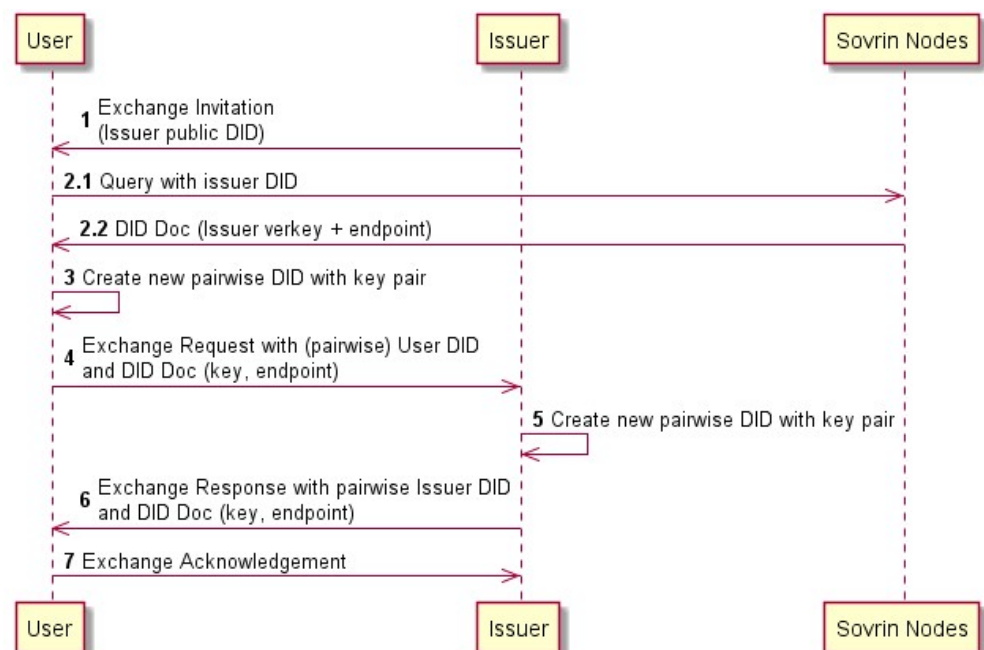 User
Issuer
Sovrin Nodes
1 Exchange Invitation
(Issuer public DID)
2.1 Query with issuer DID
2.2 DID Doc (Issuer verkey + endpoint)
3 Create new pairwise DID with key pair
4 Exchange Request with (pairwise) User DID
and DID Doc (key, endpoint)
5 Create new pairwise DID with key pair
6 Exchange Response with pairwise Issuer DID
and DID Doc (key, endpoint)
7 Exchange Acknowledgement
User
Issuer
Sovrin Nodes